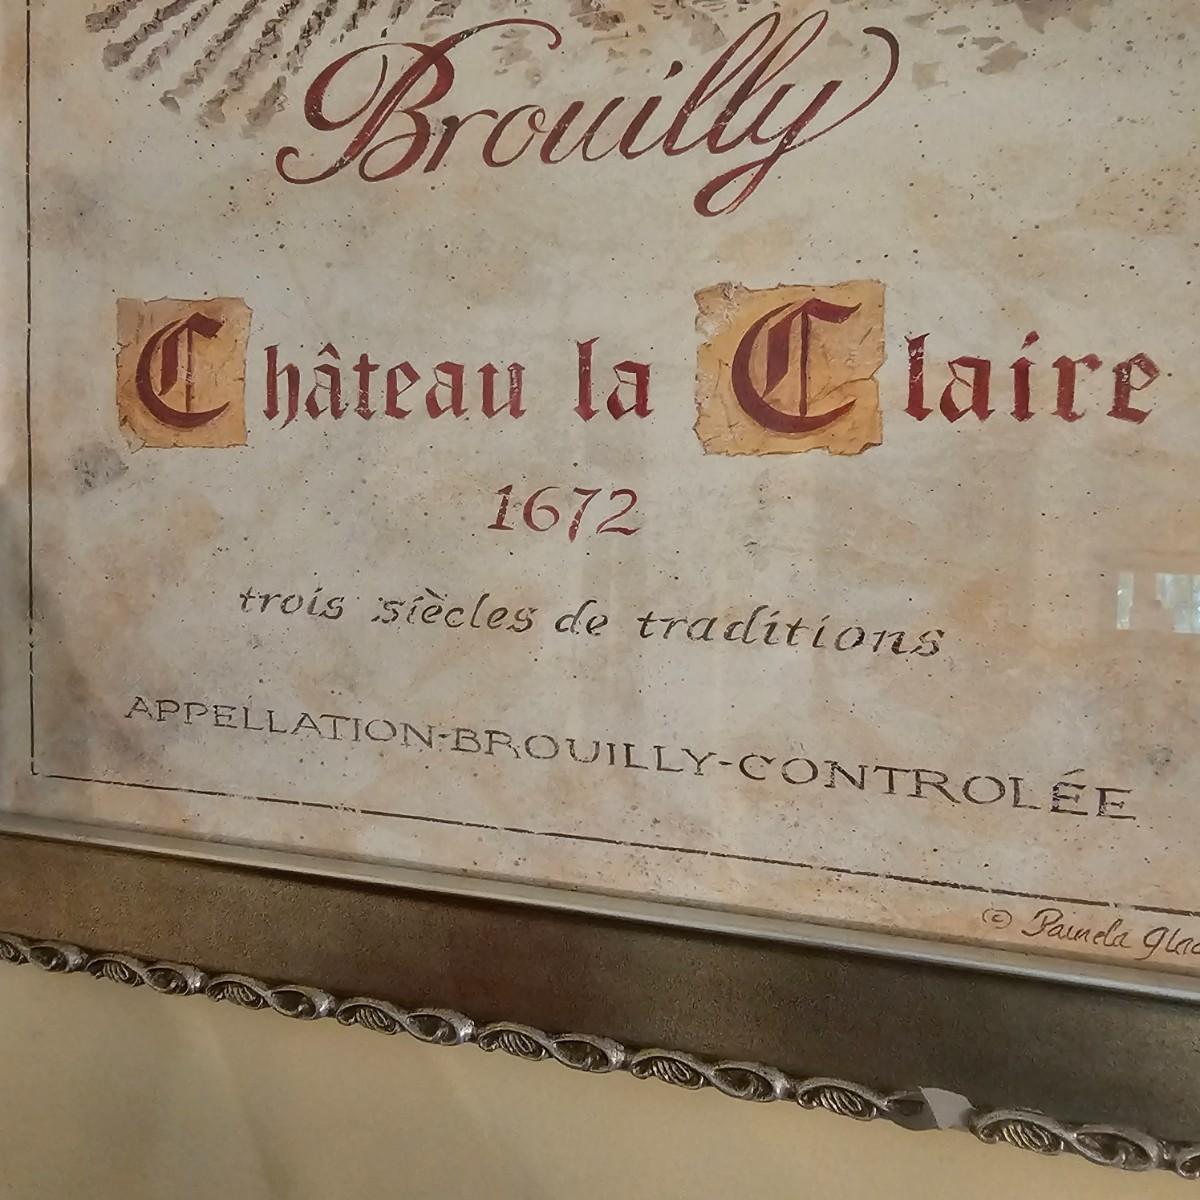 Brouilly
Château la Claire
1672
trois siècles de traditions
APPELLATION-BROUILLY-CONTROLÉE
© Pamela